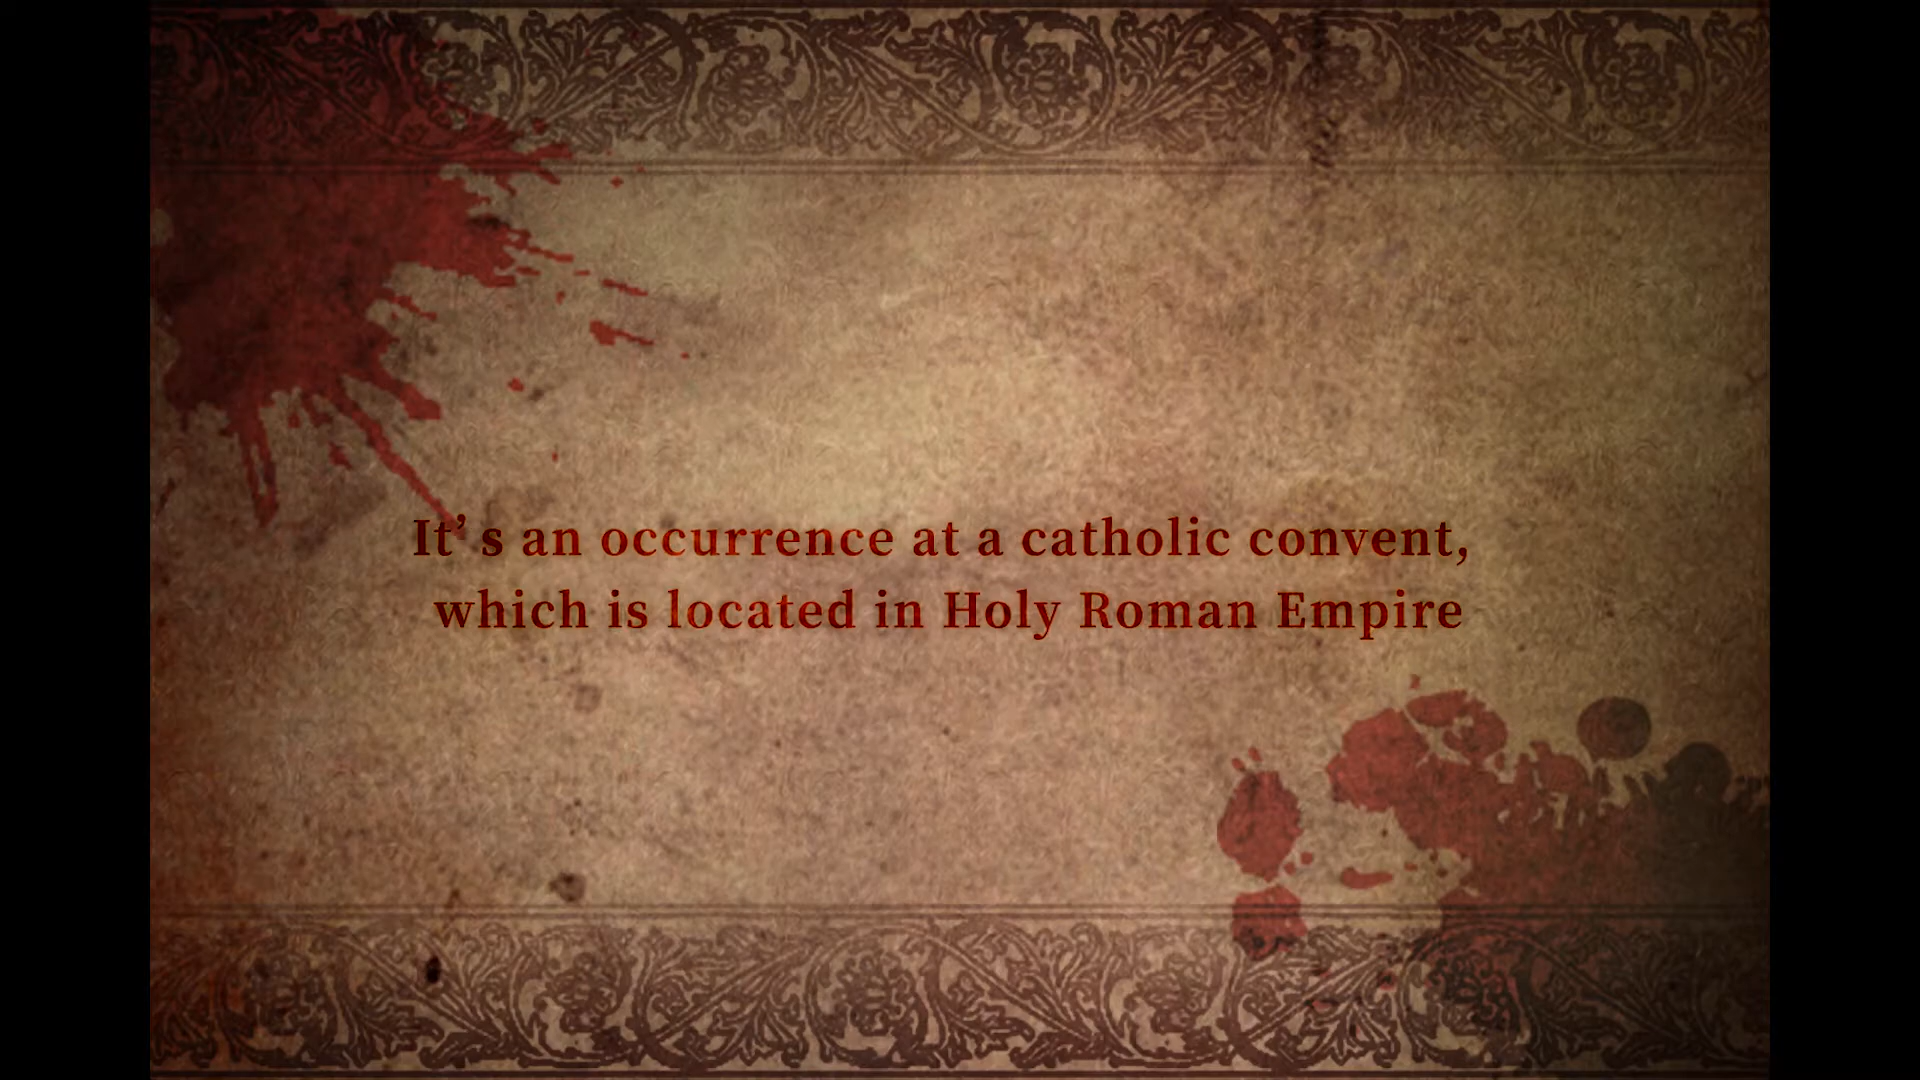 It’s an occurrence at a catholic convent,
which is located in Holy Roman Empire